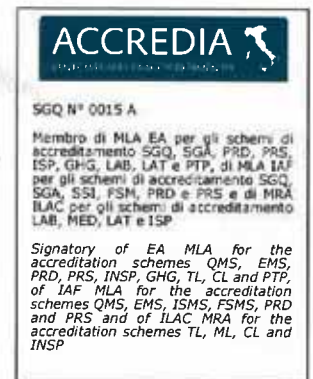 ACCREDIA
SGQ N° 0015 A
Membro di MLA EA per gli schemi di
accreditamento SGQ, SGA, PRD, PRS,
ISP, GHG, LAB, LAT e PTP, di MLA IAF
per gli schemi di accreditamento SGQ,
SGA, SSI, FSM, PRD e PRS e di MRA
ILAC per gli schemi di accreditamento
LAB, MED, LAT e ISP
Signatory of EA MLA for the
accreditation schemes QMS, EMS,
PRD, PRS, INSP, GHG, TL, CL and PTP,
of IAF MLA for the accreditation
schemes QMS, EMS, ISMS, FSMS, PRD
and PRS and of ILAC MRA for the
accreditation schemes TL, ML, CL and
INSP